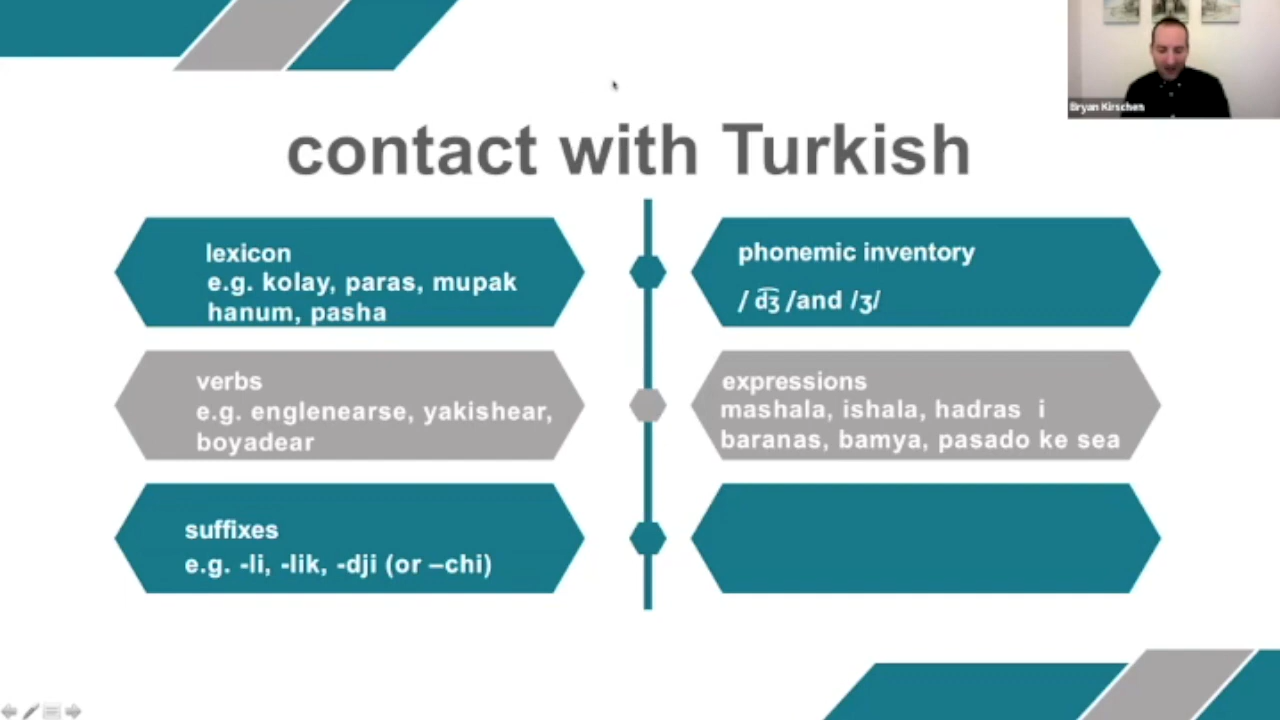 Bryan Kirschen
contact with Turkish
lexicon
e.g. kolay, paras, mupak
hanum, pasha
phonemic inventory
/ d͡ʒ /and /ʒ/
verbs
e.g. englenearse, yakishear,
boyadear
expressions
mashala, ishala, hadras i
baranas, bamya, pasado ke sea
suffixes
e.g. -li, -lik, -dji (or –chi)